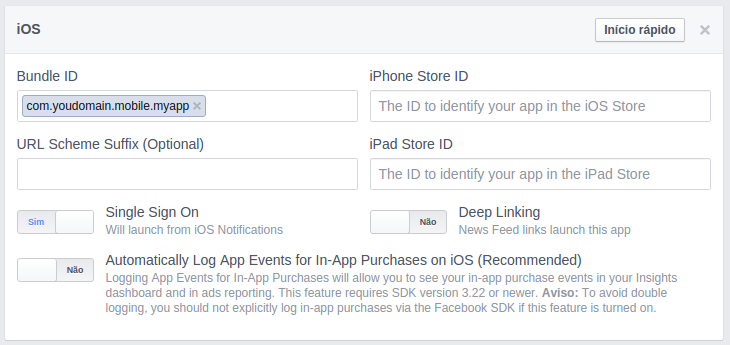 iOS
Início rápido ×
Bundle ID
iPhone Store ID
com.youdomain.mobile.myapp ×
The ID to identify your app in the iOS Store
URL Scheme Suffix (Optional)
iPad Store ID
The ID to identify your app in the iPad Store
Sim
Single Sign On
Will launch from iOS Notifications
Não
Deep Linking
News Feed links launch this app
Não
Automatically Log App Events for In-App Purchases on iOS (Recommended)
Logging App Events for In-App Purchases will allow you to see your in-app purchase events in your Insights
dashboard and in ads reporting. This feature requires SDK version 3.22 or newer. Aviso: To avoid double
logging, you should not explicitly log in-app purchases via the Facebook SDK if this feature is turned on.